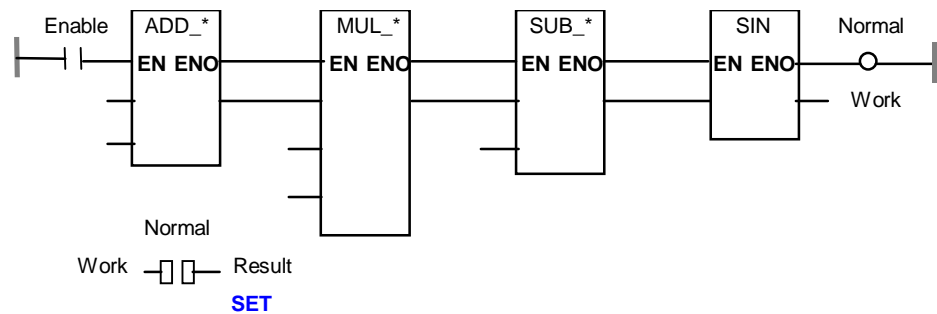 Enable ADD_* MUL_* SUB_* SIN Normal
EN ENO EN ENO EN ENO EN ENO
Work
Normal
Work Result
SET